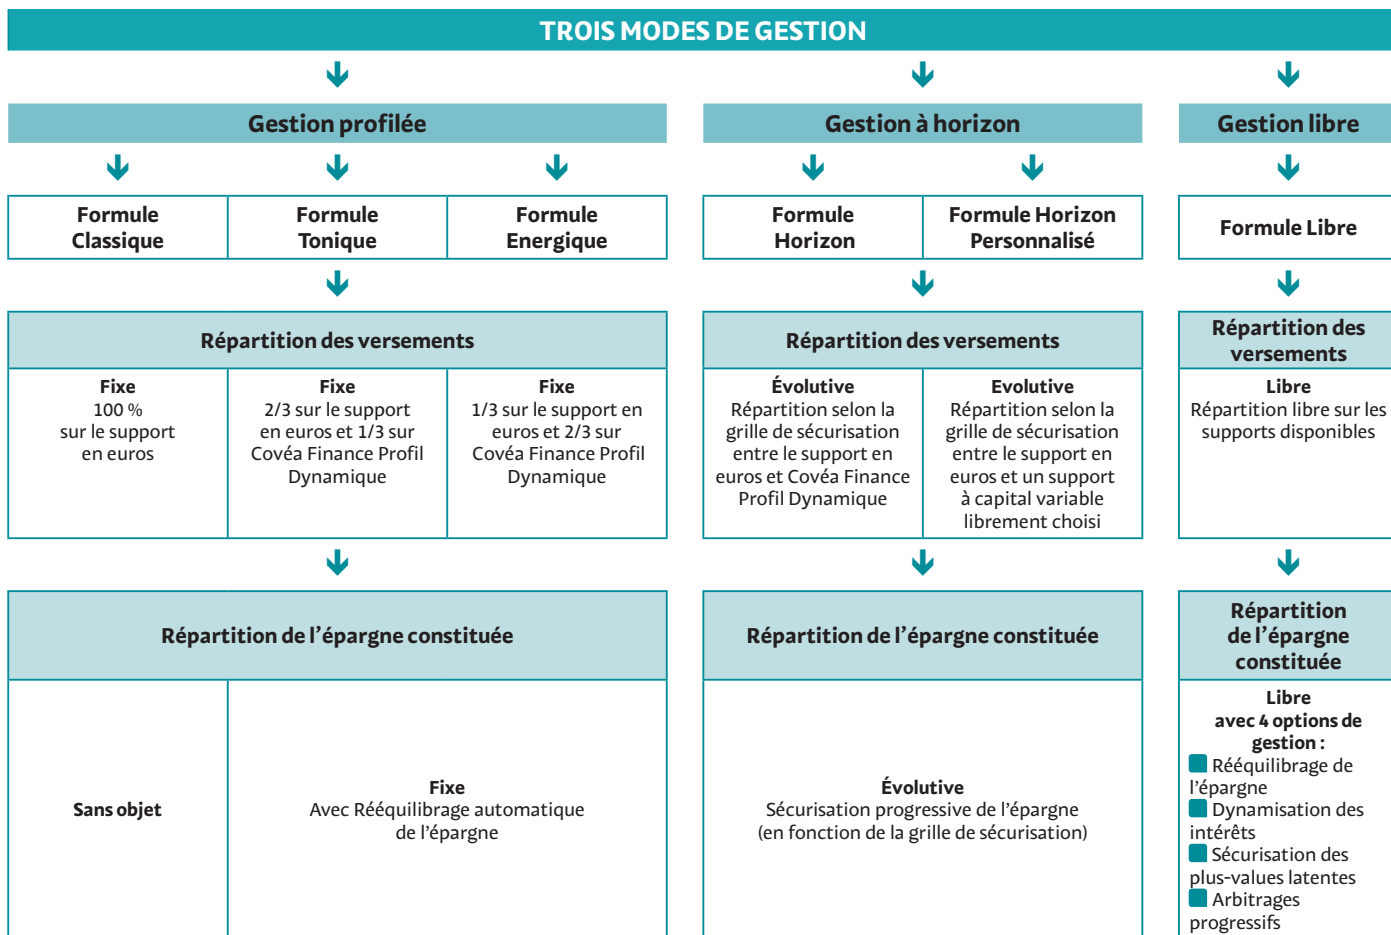 TROIS MODES DE GESTION
Gestion profilée
Gestion à horizon
Gestion libre
Formule
Classique
Formule
Tonique
Formule
Energique
Formule
Horizon
Formule Horizon
Personnalisé
Formule Libre
Répartition des versements
Répartition des versements
Répartition des
versements
Fixe
100 %
sur le support
en euros
Fixe
2/3 sur le support
en euros et 1/3 sur
Covéa Finance Profil
Dynamique
Fixe
1/3 sur le support en
euros et 2/3 sur
Covéa Finance Profil
Dynamique
Évolutive
Répartition selon la
grille de sécurisation
entre le support en
euros et Covéa Finance
Profil Dynamique
Evolutive
Répartition selon la
grille de sécurisation
entre le support en
euros et un support
à capital variable
librement choisi
Libre
Répartition libre sur les
supports disponibles
Répartition de l'épargne constituée
Répartition de l'épargne constituée
Répartition
de l'épargne
constituée
Sans objet
Fixe
Avec Rééquilibrage automatique
de l'épargne
Évolutive
Sécurisation progressive de l'épargne
(en fonction de la grille de sécurisation)
Libre
avec 4 options de
gestion :
Rééquilibrage de
l'épargne
Dynamisation des
intérêts
Sécurisation des
plus-values latentes
Arbitrages
progressifs